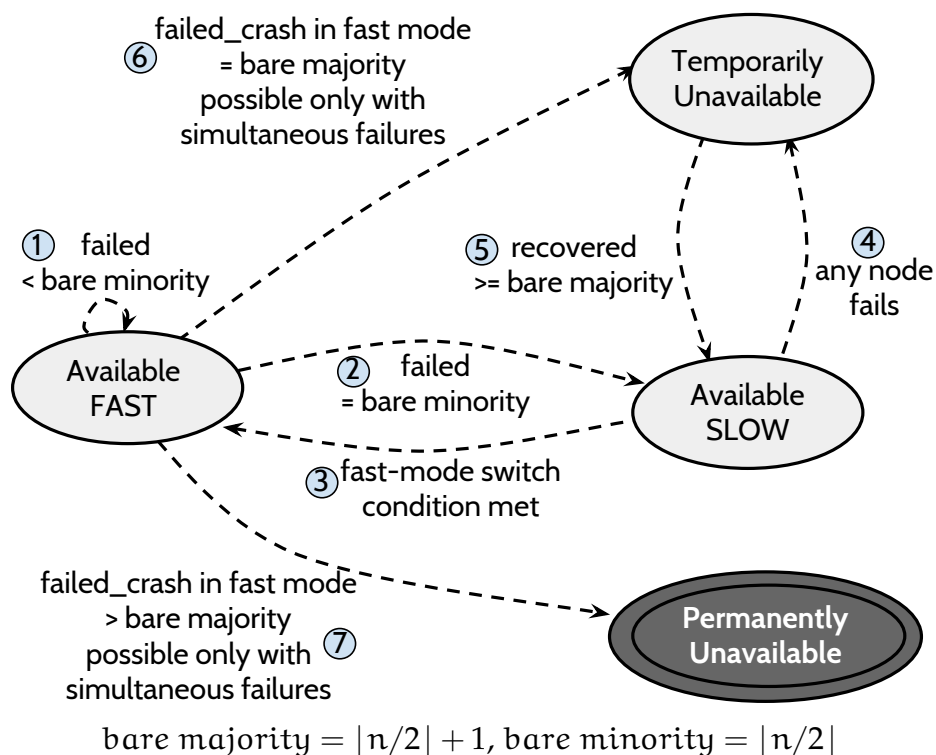 failed_crash in fast mode
6
= bare majority
possible only with
simultaneous failures
Temporarily
Unavailable
1
failed
< bare minority
5
recovered
>= bare majority
4
any node
fails
Available
FAST
2
failed
= bare minority
Available
SLOW
3
fast-mode switch
condition met
failed_crash in fast mode
> bare majority
possible only with
7
simultaneous failures
Permanently
Unavailable
bare majority = ⌊n/2⌋ + 1, bare minority = ⌊n/2⌋